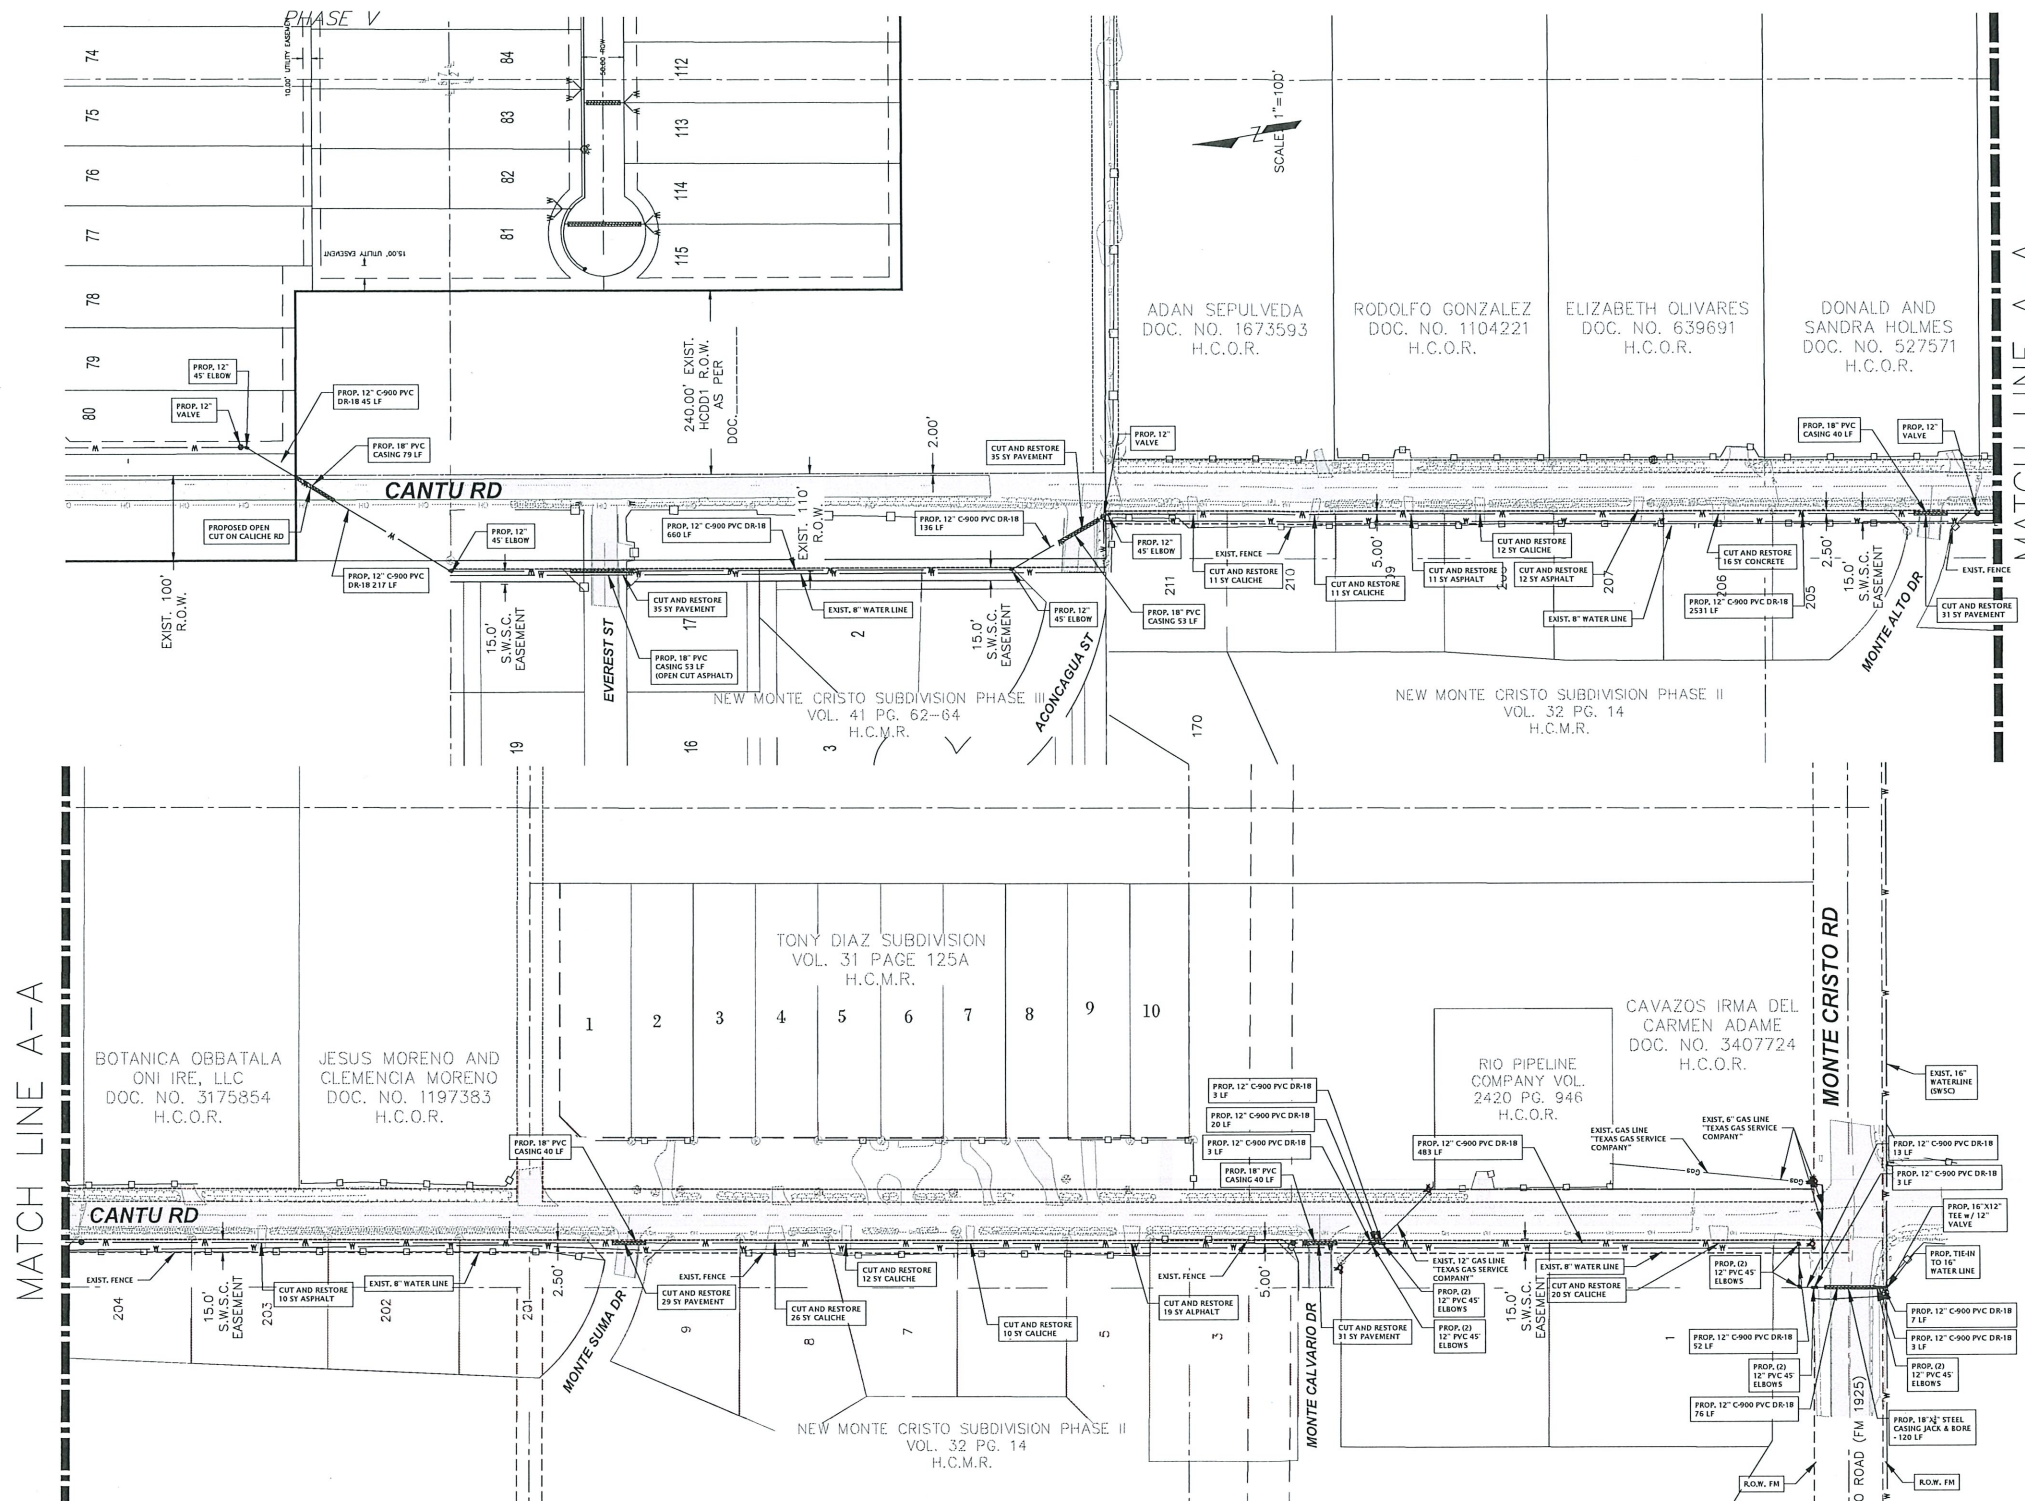 PHASE V
74
75
76
77
78
79
80
84
83
82
81
112
113
114
115
10.00' UTILITY EASEMENT
50.00 ROW
15.00' UTILITY EASEMENT
SCALE: 1"=100'
Z
MATCH LINE A-A
ADAN SEPULVEDA
DOC. NO. 1673593
H.C.O.R.
RODOLFO GONZALEZ
DOC. NO. 1104221
H.C.O.R.
ELIZABETH OLIVARES
DOC. NO. 639691
H.C.O.R.
DONALD AND
SANDRA HOLMES
DOC. NO. 527571
H.C.O.R.
240.00' EXIST.
HCDD1 R.O.W.
AS PER
DOC.
2.00'
PROP. 12"
45° ELBOW
PROP. 12"
VALVE
PROP. 12" C-900 PVC
DR-18 45 LF
PROP. 18" PVC
CASING 79 LF
CUT AND RESTORE
35 SY PAVEMENT
PROP. 12"
VALVE
PROP. 18" PVC
CASING 40 LF
PROP. 12"
VALVE
CANTU RD
PROPOSED OPEN
CUT ON CALICHE RD
PROP. 12" C-900 PVC
DR-18 217 LF
EXIST. 100'
R.O.W.
PROP. 12"
45° ELBOW
PROP. 12" C-900 PVC DR-18
660 LF
EXIST. 110'
R.O.W.
PROP. 12" C-900 PVC DR-18
136 LF
PROP. 12"
45° ELBOW
EXIST. FENCE
5.00'
CUT AND RESTORE
12 SY CALICHE
CUT AND RESTORE
16 SY CONCRETE
2.50'
15.0'
S.W.S.C.
EASEMENT
EXIST. FENCE
CUT AND RESTORE
11 SY CALICHE
CUT AND RESTORE
11 SY CALICHE
CUT AND RESTORE
11 SY ASPHALT
CUT AND RESTORE
12 SY ASPHALT
211
210
207
206
205
15.0'
S.W.S.C.
EASEMENT
CUT AND RESTORE
35 SY PAVEMENT
EXIST. 8" WATER LINE
PROP. 12"
45° ELBOW
PROP. 18" PVC
CASING 53 LF
EXIST. 8" WATER LINE
PROP. 12" C-900 PVC DR-18
2531 LF
CUT AND RESTORE
31 SY PAVEMENT
17
2
15.0'
S.W.S.C.
EASEMENT
EVEREST ST
PROP. 18" PVC
CASING 53 LF
(OPEN CUT ASPHALT)
ACONCAGUA ST
MONTE ALTO DR
NEW MONTE CRISTO SUBDIVISION PHASE III
VOL. 41 PG. 62-64
H.C.M.R.
NEW MONTE CRISTO SUBDIVISION PHASE II
VOL. 32 PG. 14
H.C.M.R.
19
16
3
170
MATCH LINE A-A
TONY DIAZ SUBDIVISION
VOL. 31 PAGE 125A
H.C.M.R.
1
2
3
4
5
6
7
8
9
10
BOTANICA OBBATALA
ONI IRE, LLC
DOC. NO. 3175854
H.C.O.R.
JESUS MORENO AND
CLEMENCIA MORENO
DOC. NO. 1197383
H.C.O.R.
RIO PIPELINE
COMPANY VOL.
2420 PG. 946
H.C.O.R.
CAVAZOS IRMA DEL
CARMEN ADAME
DOC. NO. 3407724
H.C.O.R.
MONTE CRISTO RD
EXIST. 16"
WATERLINE
(SWSC)
PROP. 18" PVC
CASING 40 LF
PROP. 12" C-900 PVC DR-18
3 LF
PROP. 12" C-900 PVC DR-18
20 LF
PROP. 12" C-900 PVC DR-18
3 LF
PROP. 18" PVC
CASING 40 LF
PROP. 12" C-900 PVC DR-18
483 LF
EXIST. GAS LINE
"TEXAS GAS SERVICE
COMPANY"
EXIST. 6" GAS LINE
"TEXAS GAS SERVICE
COMPANY"
Gas
Gas
PROP. 12" C-900 PVC DR-18
13 LF
PROP. 12" C-900 PVC DR-18
3 LF
PROP. 16"X12"
TEE w/ 12"
VALVE
PROP. TIE-IN
TO 16"
WATER LINE
CANTU RD
EXIST. FENCE
15.0'
S.W.S.C.
EASEMENT
CUT AND RESTORE
10 SY ASPHALT
EXIST. 8" WATER LINE
2.50'
EXIST. FENCE
CUT AND RESTORE
29 SY PAVEMENT
CUT AND RESTORE
12 SY CALICHE
CUT AND RESTORE
26 SY CALICHE
CUT AND RESTORE
10 SY CALICHE
EXIST. FENCE
CUT AND RESTORE
19 SY ALPHALT
5.00'
CUT AND RESTORE
31 SY PAVEMENT
EXIST. 12" GAS LINE
"TEXAS GAS SERVICE
COMPANY"
PROP. (2)
12" PVC 45°
ELBOWS
PROP. (2)
12" PVC 45°
ELBOWS
EXIST. 8" WATER LINE
CUT AND RESTORE
20 SY CALICHE
15.0'
S.W.S.C.
EASEMENT
PROP. (2)
12" PVC 45°
ELBOWS
PROP. 12" C-900 PVC DR-18
7 LF
PROP. 12" C-900 PVC DR-18
3 LF
PROP. (2)
12" PVC 45°
ELBOWS
PROP. 12" C-900 PVC DR-18
52 LF
PROP. (2)
12" PVC 45°
ELBOWS
PROP. 12" C-900 PVC DR-18
76 LF
PROP. 18"X¼" STEEL
CASING JACK & BORE
- 120 LF
204
203
202
201
9
8
7
5
3
1
MONTE SUMA DR
MONTE CALVARIO DR
NEW MONTE CRISTO SUBDIVISION PHASE II
VOL. 32 PG. 14
H.C.M.R.
O ROAD (FM 1925)
R.O.W. FM
R.O.W. FM